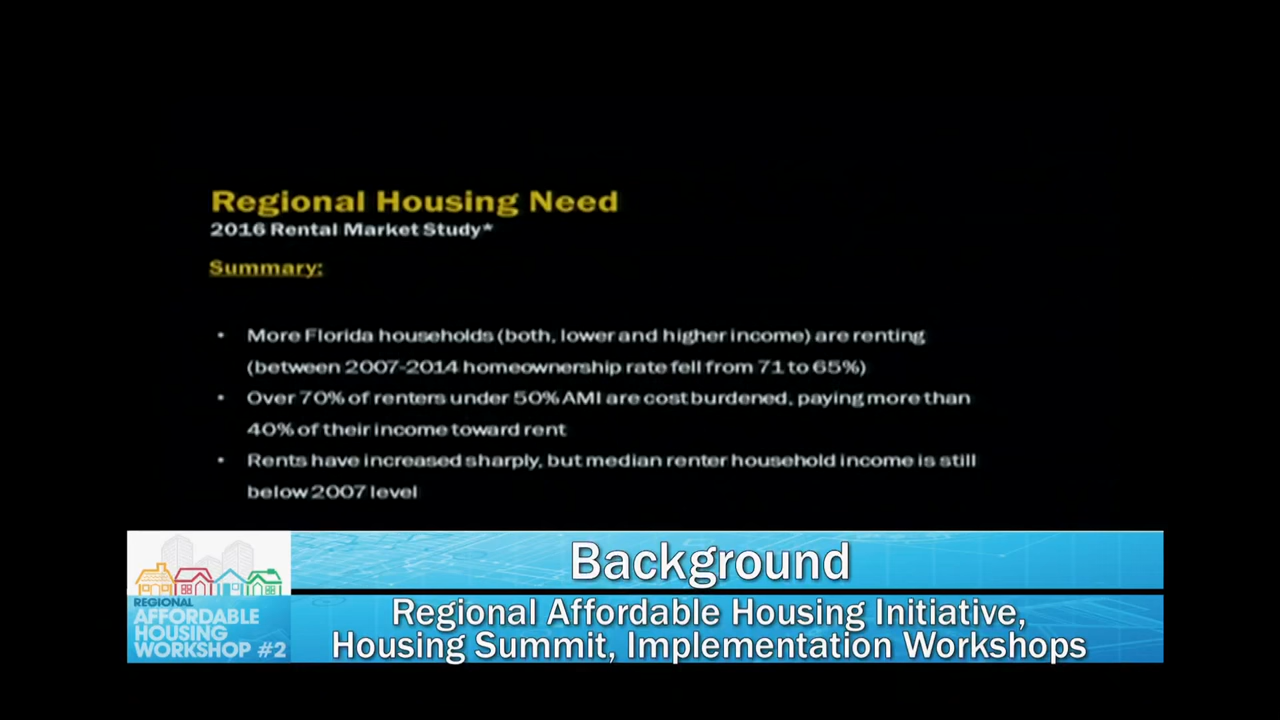 Regional Housing Need
2016 Rental Market Study*
Summary:
• More Florida households (both, lower and higher income) are renting
(between 2007-2014 homeownership rate fell from 71 to 65%)
• Over 70% of renters under 50% AMI are cost burdened, paying more than
40% of their income toward rent
• Rents have increased sharply, but median renter household income is still
below 2007 level
Background
Regional Affordable Housing Initiative,
Housing Summit, Implementation Workshops
REGIONAL
AFFORDABLE
HOUSING
WORKSHOP #2